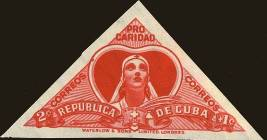 PRO
CARIDAD
CORREOS
CORREOS
2c
REPUBLICA DE CUBA
+1c
WATERLOW & SONS LIMITED, LONDRES